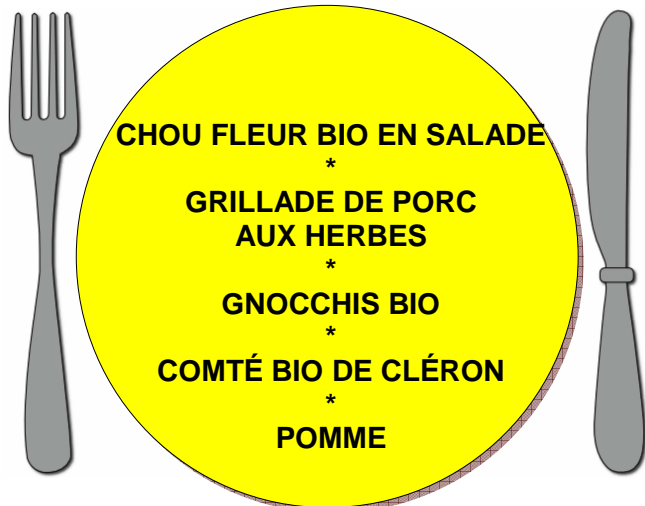 CHOU FLEUR BIO EN SALADE
*
GRILLADE DE PORC
AUX HERBES
*
GNOCCHIS BIO
*
COMTÉ BIO DE CLÉRON
*
POMME